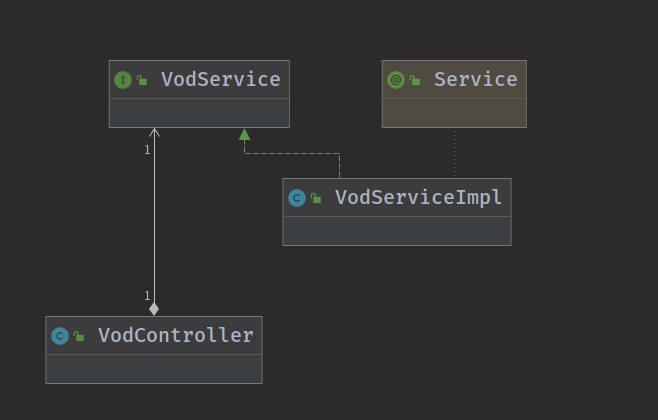 I VodService
@ Service
1
C VodServiceImpl
1
C VodController